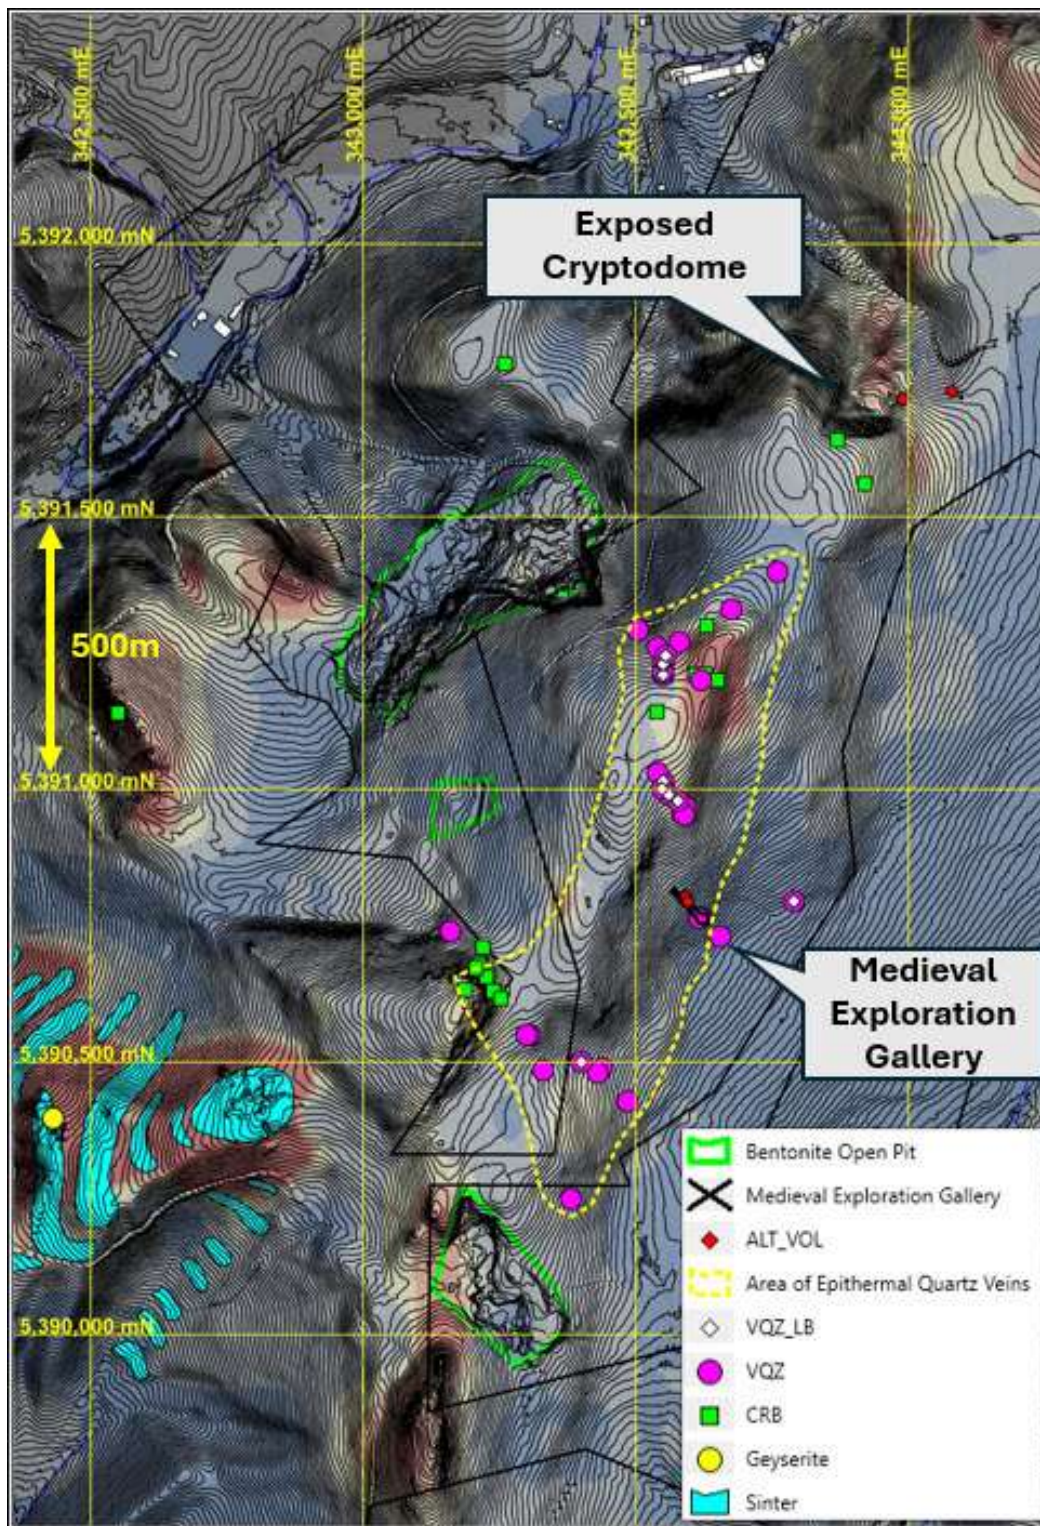 342,500 mE
343,000 mE
343,500 mE
344,000 mE
5,392,000 mN
Exposed
Cryptodome
5,391,500 mN
500m
5,391,000 mN
Medieval
Exploration
Gallery
5,390,500 mN
5,390,000 mN
Bentonite Open Pit
Medieval Exploration Gallery
ALT_VOL
Area of Epithermal Quartz Veins
VQZ_LB
VQZ
CRB
Geyserite
Sinter